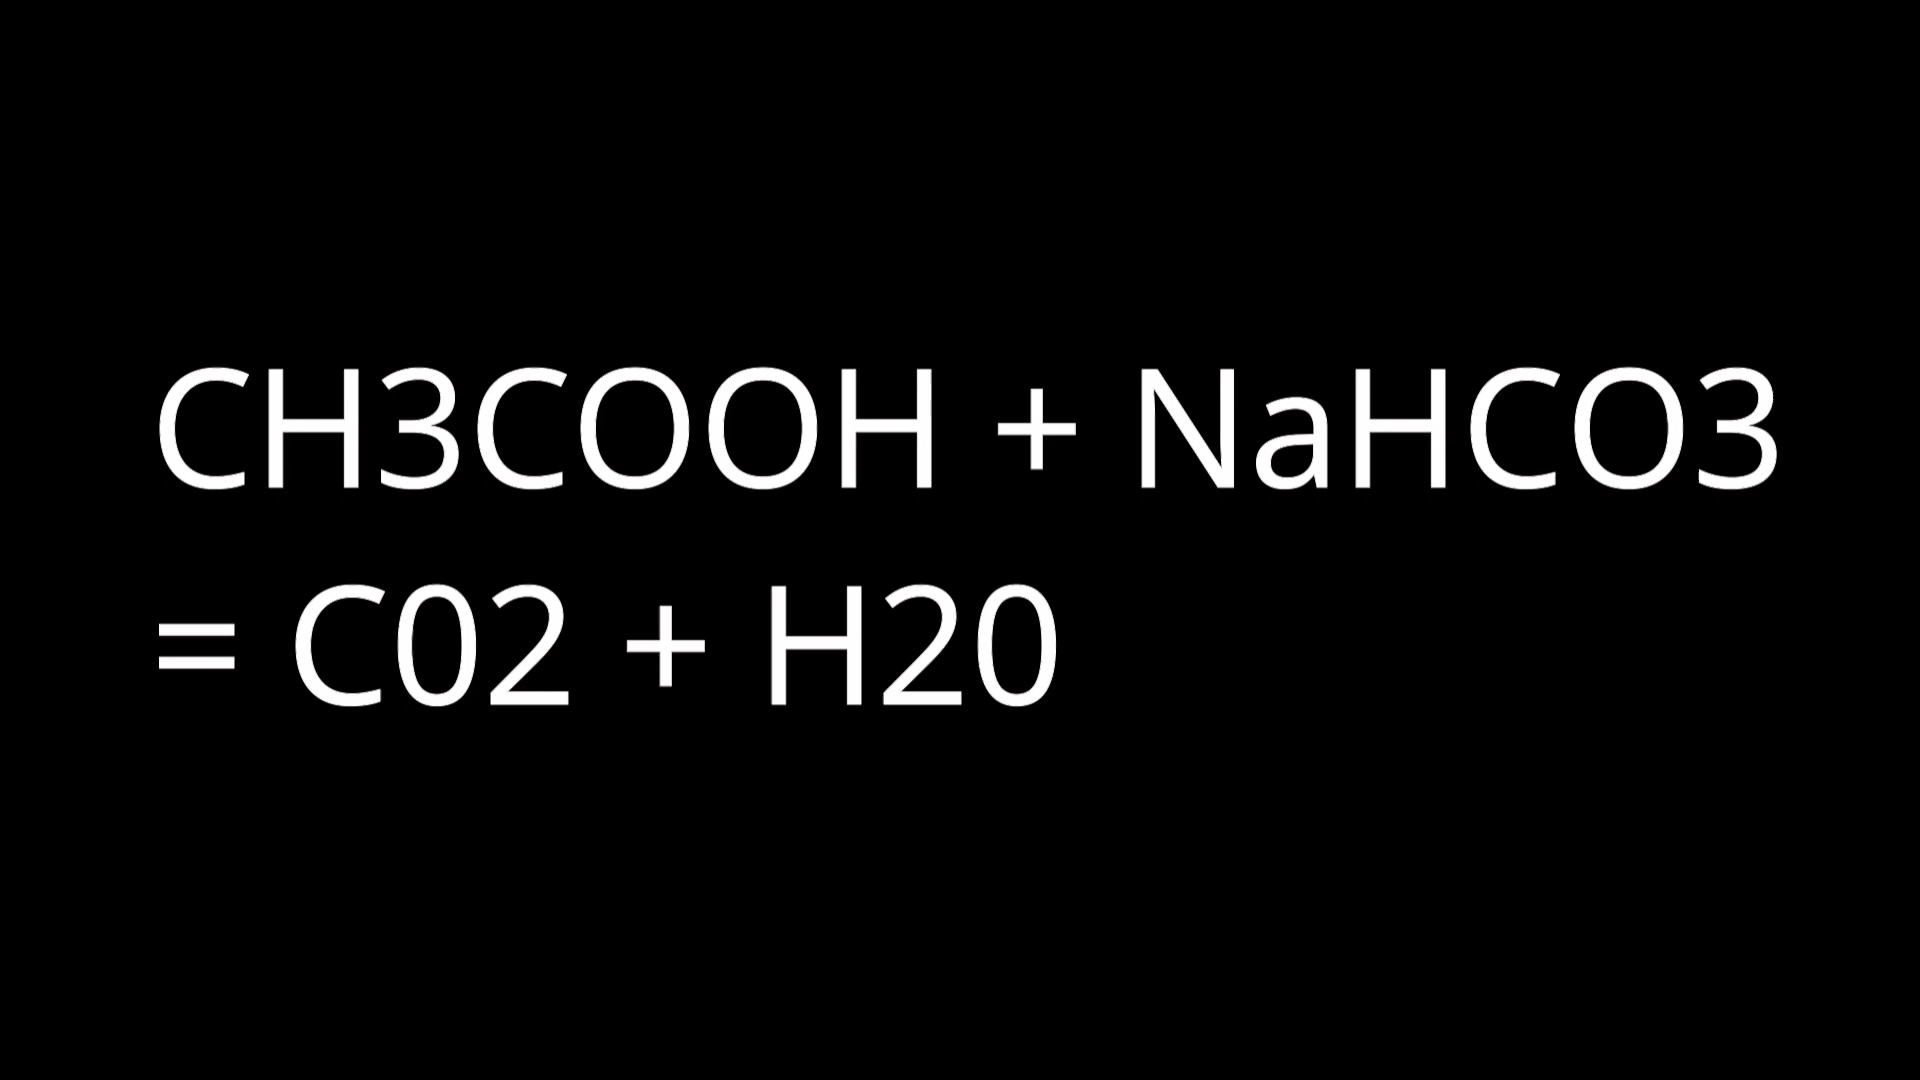 CH3COOH + NaHCO3
= C02 + H20